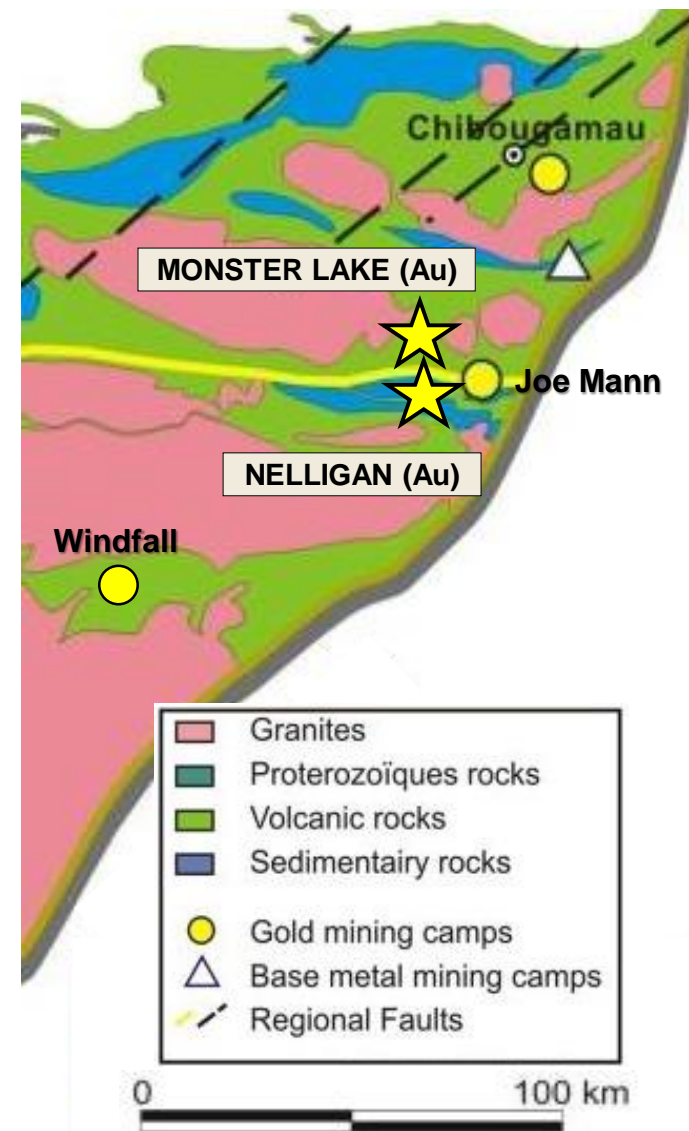 Chibougamau
MONSTER LAKE (Au)
Joe Mann
NELLIGAN (Au)
Windfall
Granites
Proterozoïques rocks
Volcanic rocks
Sedimentairy rocks
Gold mining camps
Base metal mining camps
Regional Faults
0 100 km